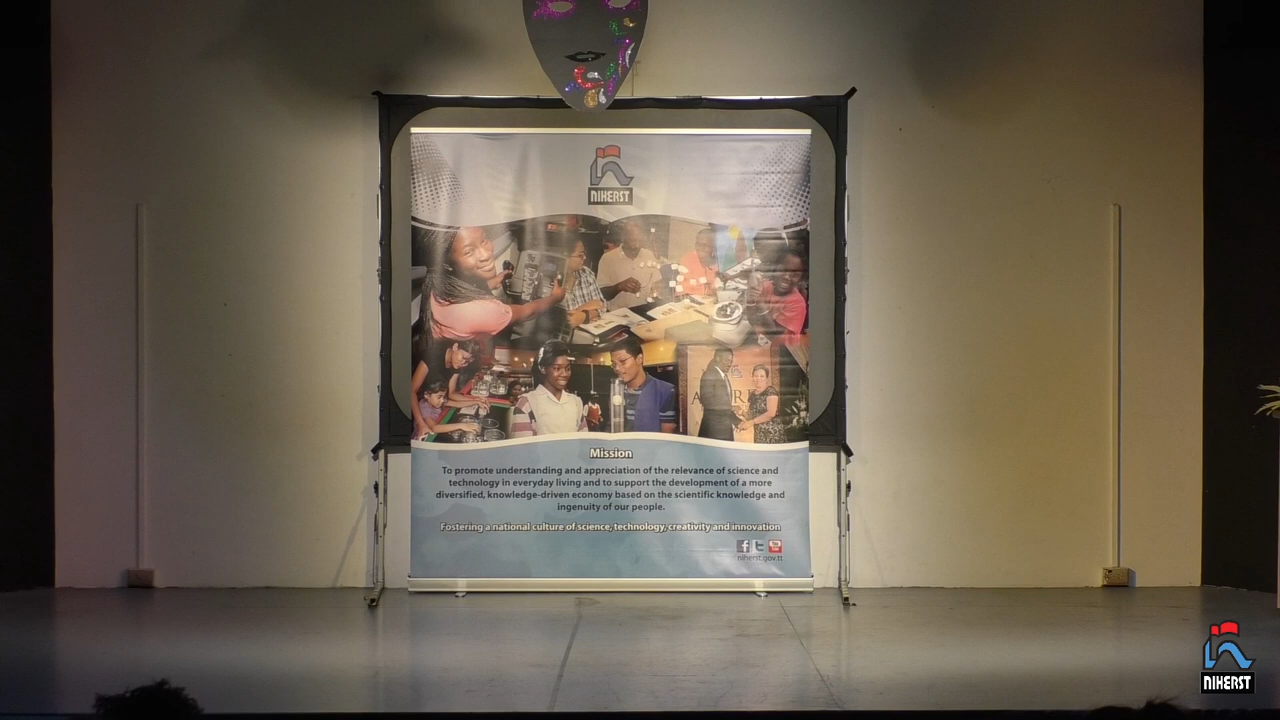 NIHERST
Mission
To promote understanding and appreciation of the relevance of science and
technology in everyday living and to support the development of a more
diversified, knowledge-driven economy based on the scientific knowledge and
ingenuity of our people.
Fostering a national culture of science, technology, creativity and innovation
niherst.gov.tt
NIHERST